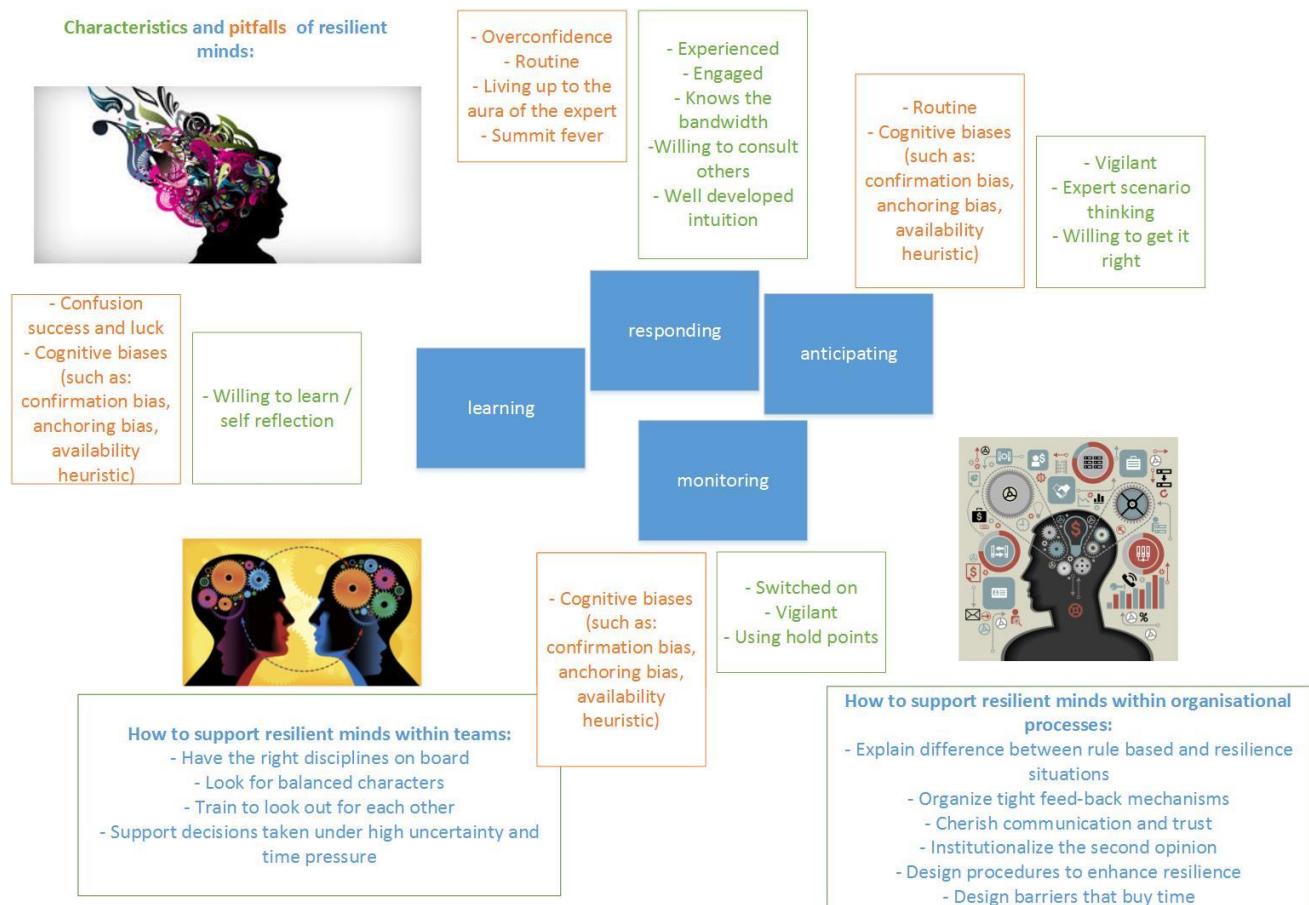 Characteristics and pitfalls of resilient
minds:
- Overconfidence
- Routine
- Living up to the
aura of the expert
- Summit fever
- Experienced
- Engaged
- Knows the
bandwidth
-Willing to consult
others
- Well developed
intuition
- Routine
- Cognitive biases
(such as:
confirmation bias,
anchoring bias,
availability
heuristic)
- Vigilant
- Expert scenario
thinking
- Willing to get it
right
- Confusion
success and luck
- Cognitive biases
(such as:
confirmation bias,
anchoring bias,
availability
heuristic)
- Willing to learn /
self reflection
learning
responding
anticipating
monitoring
- Cognitive biases
(such as:
confirmation bias,
anchoring bias,
availability
heuristic)
- Switched on
- Vigilant
- Using hold points
How to support resilient minds within teams:
- Have the right disciplines on board
- Look for balanced characters
- Train to look out for each other
- Support decisions taken under high uncertainty and
time pressure
How to support resilient minds within organisational
processes:
- Explain difference between rule based and resilience
situations
- Organize tight feed-back mechanisms
- Cherish communication and trust
- Institutionalize the second opinion
- Design procedures to enhance resilience
- Design barriers that buy time